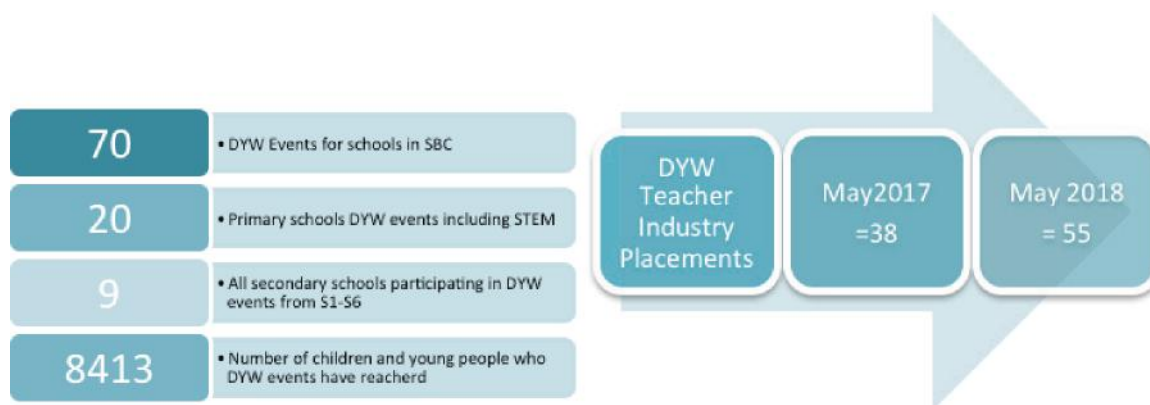 70
• DYW Events for schools in SBC
20
• Primary schools DYW events including STEM
9
• All secondary schools participating in DYW
events from S1-S6
8413
• Number of children and young people who
DYW events have reacherd
DYW
Teacher
Industry
Placements
May2017
=38
May 2018
= 55